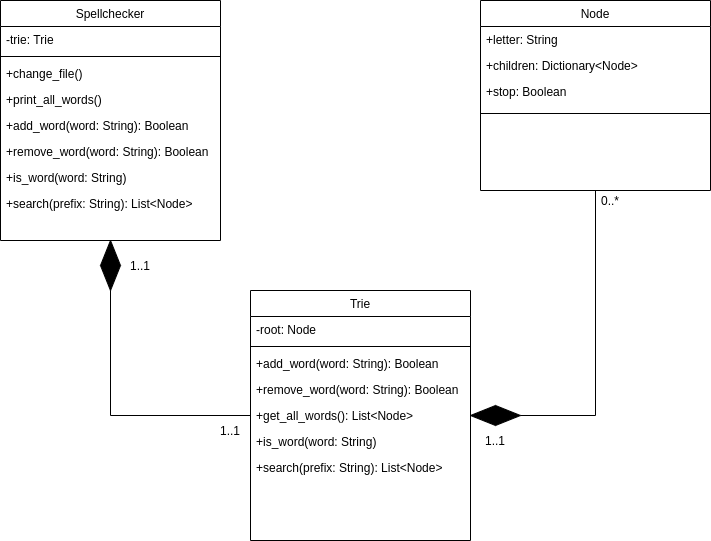 Spellchecker
-trie: Trie
+change_file()
+print_all_words()
+add_word(word: String): Boolean
+remove_word(word: String): Boolean
+is_word(word: String)
+search(prefix: String): List<Node>
1..1
1..1
Node
+letter: String
+children: Dictionary<Node>
+stop: Boolean
0..*
Trie
-root: Node
+add_word(word: String): Boolean
+remove_word(word: String): Boolean
+get_all_words(): List<Node>
+is_word(word: String)
+search(prefix: String): List<Node>
1..1